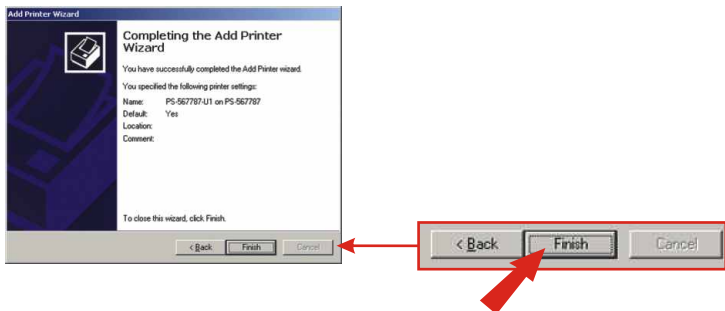 Add Printer Wizard
Completing the Add Printer
Wizard
You have successfully completed the Add Printer wizard.
You specified the following printer settings:
Name: PS-567787-U1 on PS-567787
Default: Yes
Location:
Comment:
To close this wizard, click Finish.
< Back Finish Cancel
< Back Finish Cancel